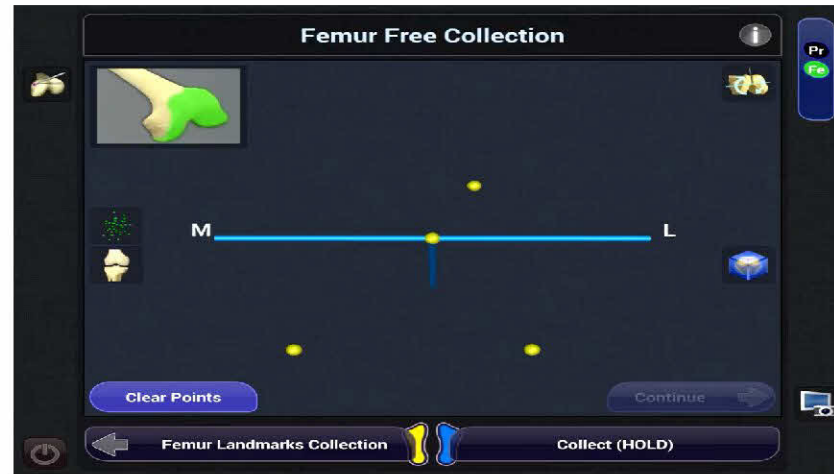 Femur Free Collection
i
Pr
Fe
M
L
Clear Points
Continue
Femur Landmarks Collection
Collect (HOLD)